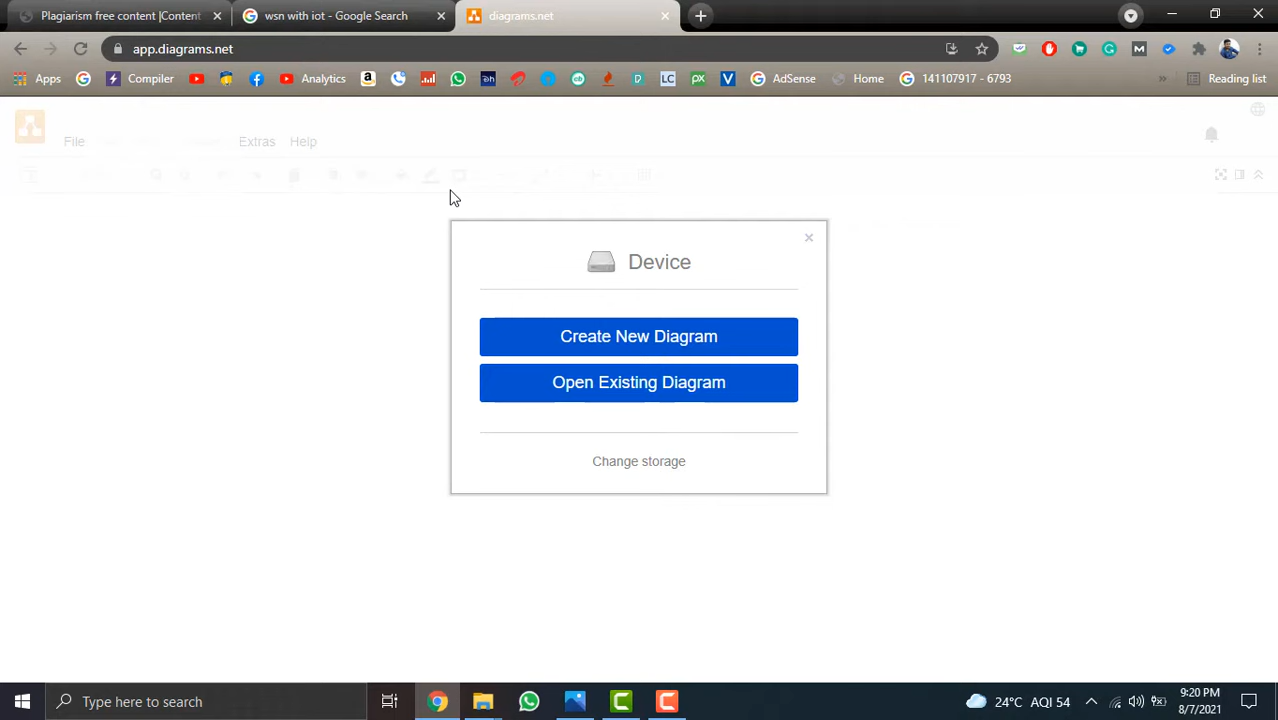 Plagiarism free content |Content
wsn with iot - Google Search
diagrams.net
app.diagrams.net
Apps
Compiler
Analytics
AdSense
Home
141107917 - 6793
»
Reading list
File
Extras
Help
Device
Create New Diagram
Open Existing Diagram
Change storage
Type here to search
24°C AQI 54
9:20 PM
8/7/2021